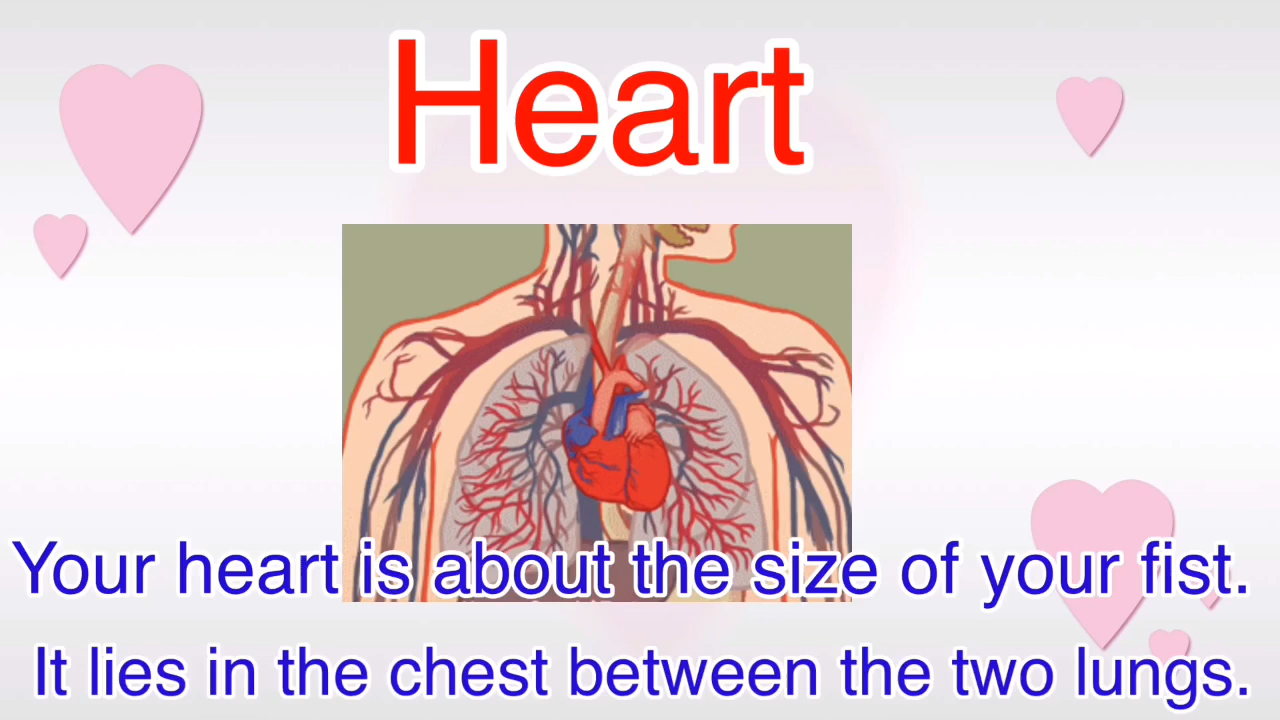 Heart
Your heart is about the size of your fist.
It lies in the chest between the two lungs.